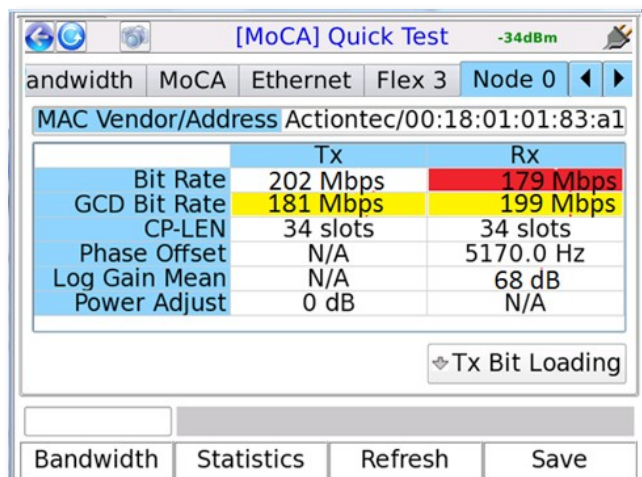 [MoCA] Quick Test -34dBm
andwidth MoCA Ethernet Flex 3 Node 0
MAC Vendor/Address Actiontec/00:18:01:01:83:a1
Tx Rx
Bit Rate 202 Mbps 179 Mbps
GCD Bit Rate 181 Mbps 199 Mbps
CP-LEN 34 slots 34 slots
Phase Offset N/A 5170.0 Hz
Log Gain Mean N/A 68 dB
Power Adjust 0 dB N/A
Tx Bit Loading
Bandwidth Statistics Refresh Save